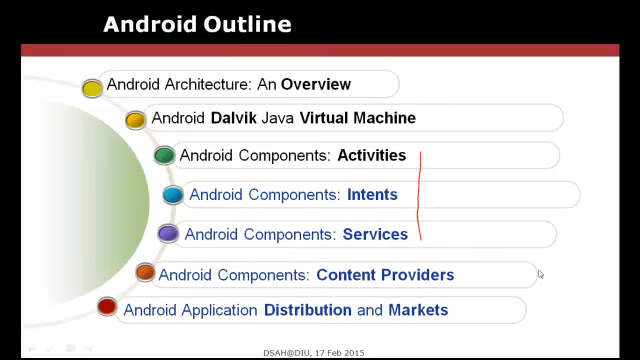 Android Outline
Android Architecture: An Overview
Android Dalvik Java Virtual Machine
Android Components: Activities
Android Components: Intents
Android Components: Services
Android Components: Content Providers
Android Application Distribution and Markets
DSAH@DIU, 17 Feb 2015